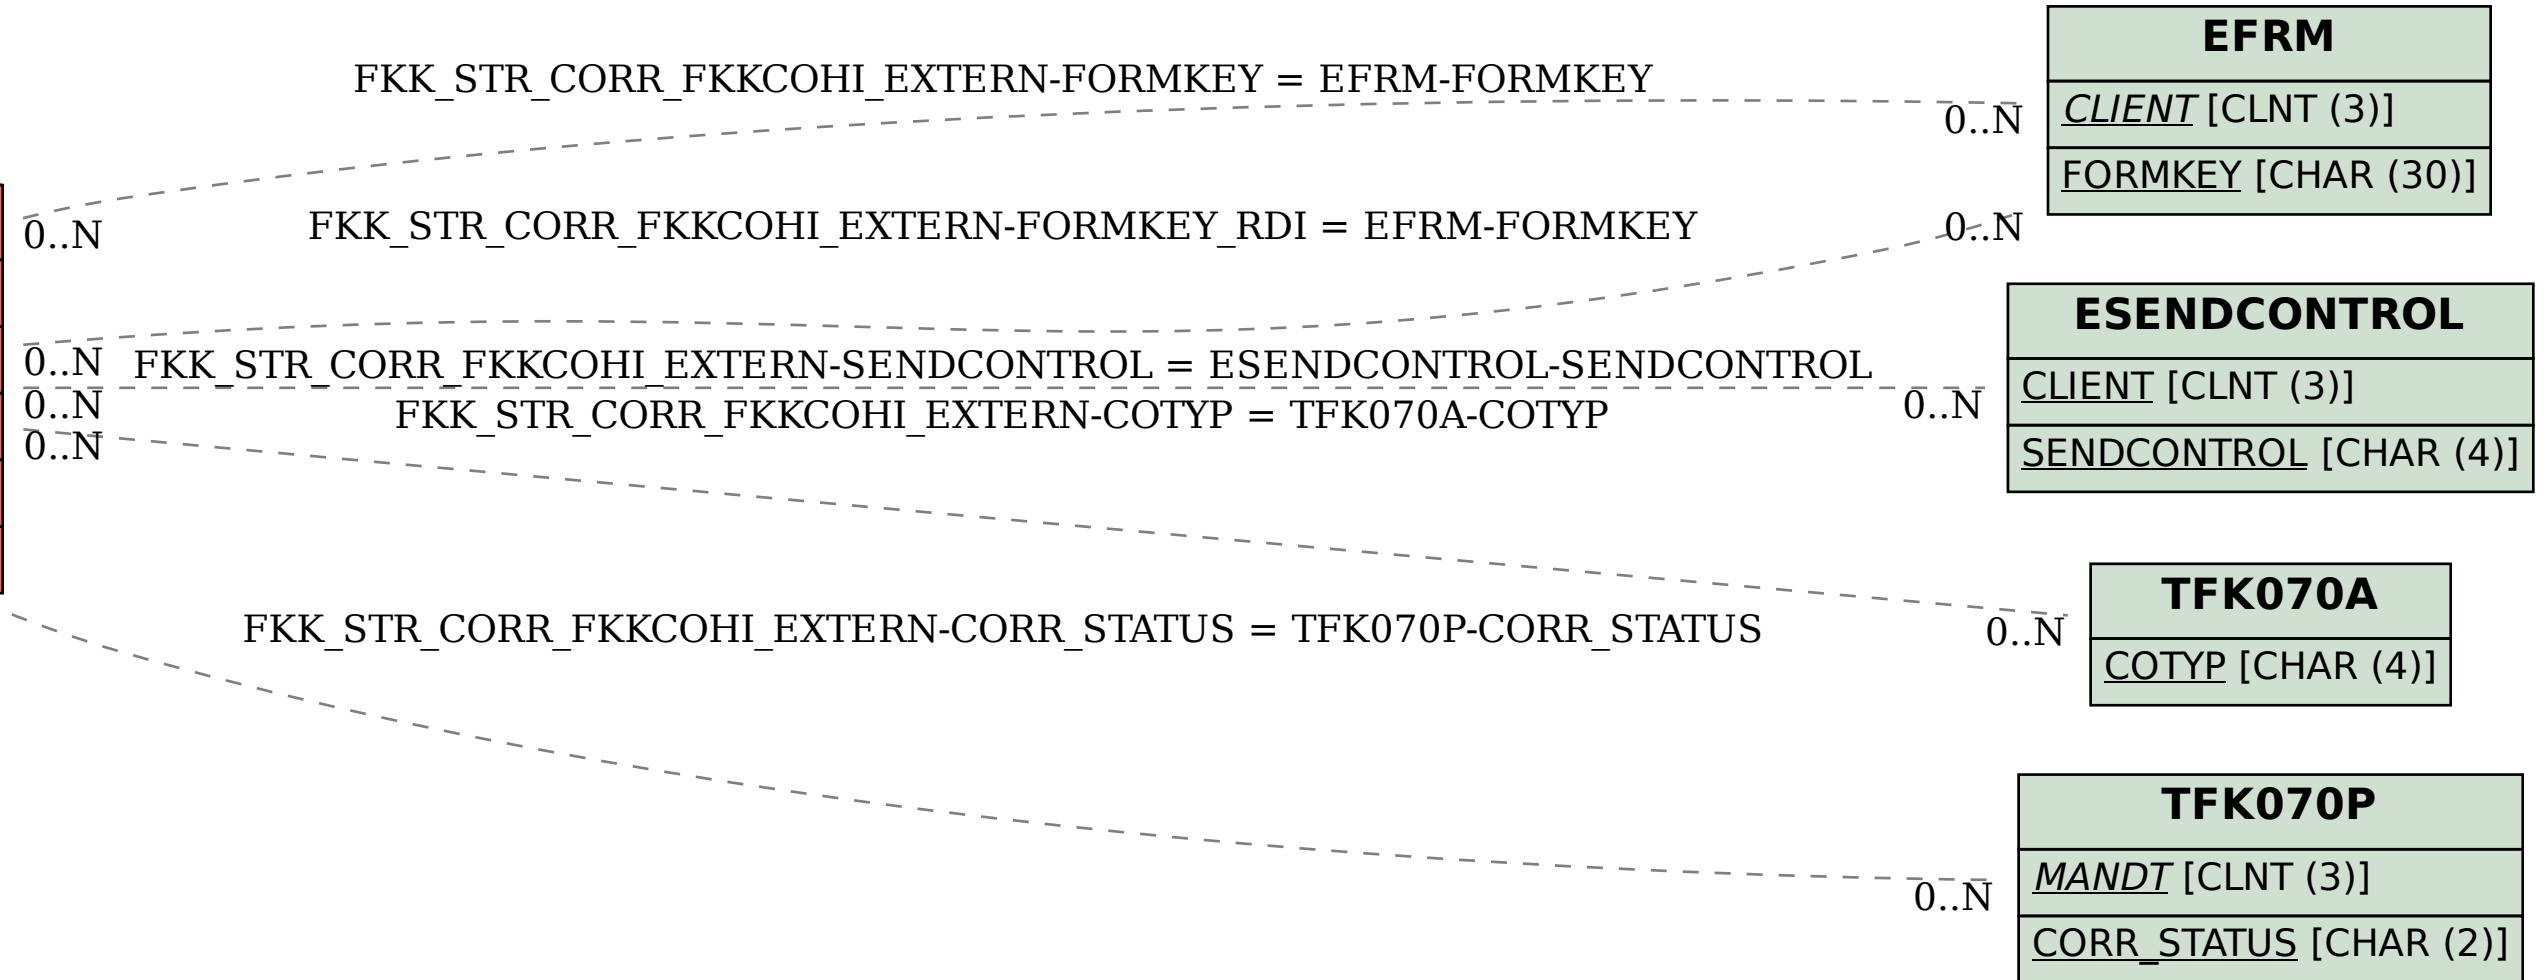 EFRM
FKK_STR_CORR_FKKCOHI_EXTERN-FORMKEY = EFRM-FORMKEY
CLIENT [CLNT (3)]
0..N
FORMKEY [CHAR (30)]
0..N
FKK_STR_CORR_FKKCOHI_EXTERN-FORMKEY_RDI = EFRM-FORMKEY
0..N
ESENDCONTROL
0..N
FKK_STR_CORR_FKKCOHI_EXTERN-SENDCONTROL = ESENDCONTROL-SENDCONTROL
CLIENT [CLNT (3)]
0..N
0..N
FKK_STR_CORR_FKKCOHI_EXTERN-COTYP = TFK070A-COTYP
0..N
SENDCONTROL [CHAR (4)]
TFK070A
FKK_STR_CORR_FKKCOHI_EXTERN-CORR_STATUS = TFK070P-CORR_STATUS
0..N
COTYP [CHAR (4)]
TFK070P
MANDT [CLNT (3)]
0..N
CORR_STATUS [CHAR (2)]